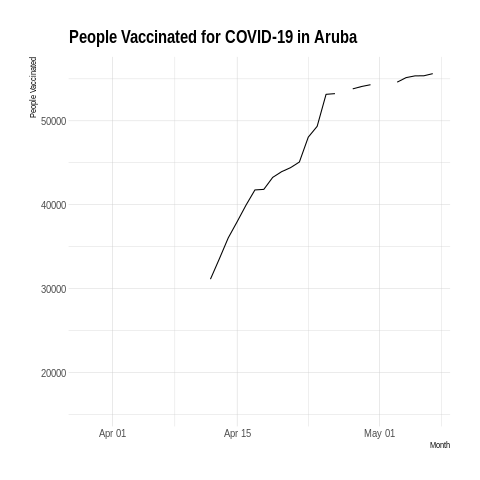 People Vaccinated for COVID-19 in Aruba
People Vaccinated
50000
40000
30000
20000
Apr 01
Apr 15
May 01
Month